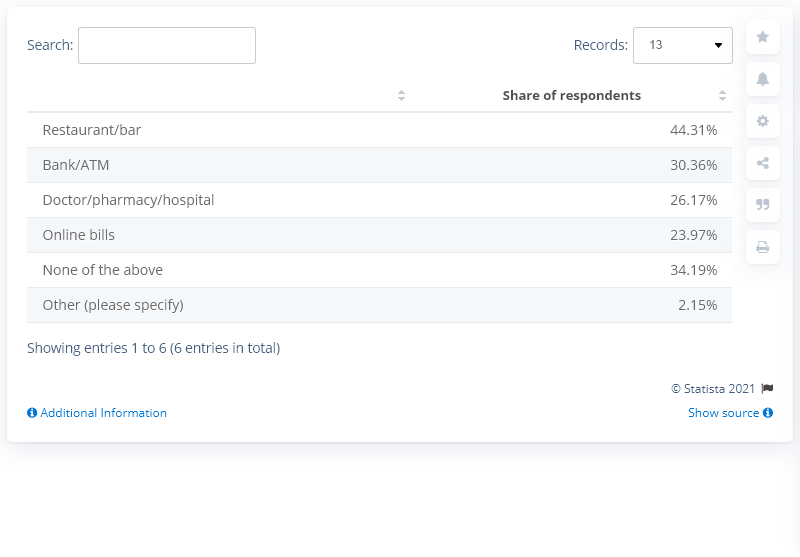 Search:
Records: 13
Share of respondents
Restaurant/bar 44.31%
Bank/ATM 30.36%
Doctor/pharmacy/hospital 26.17%
Online bills 23.97%
None of the above 34.19%
Other (please specify) 2.15%
Showing entries 1 to 6 (6 entries in total)
© Statista 2021
Additional Information Show source